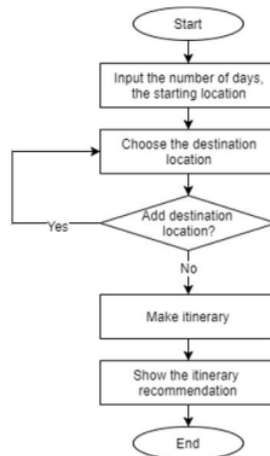 Start
Input the number of days,
the starting location
Choose the destination
location
Add destination
location?
Yes
No
Make itinerary
Show the itinerary
recommendation
End